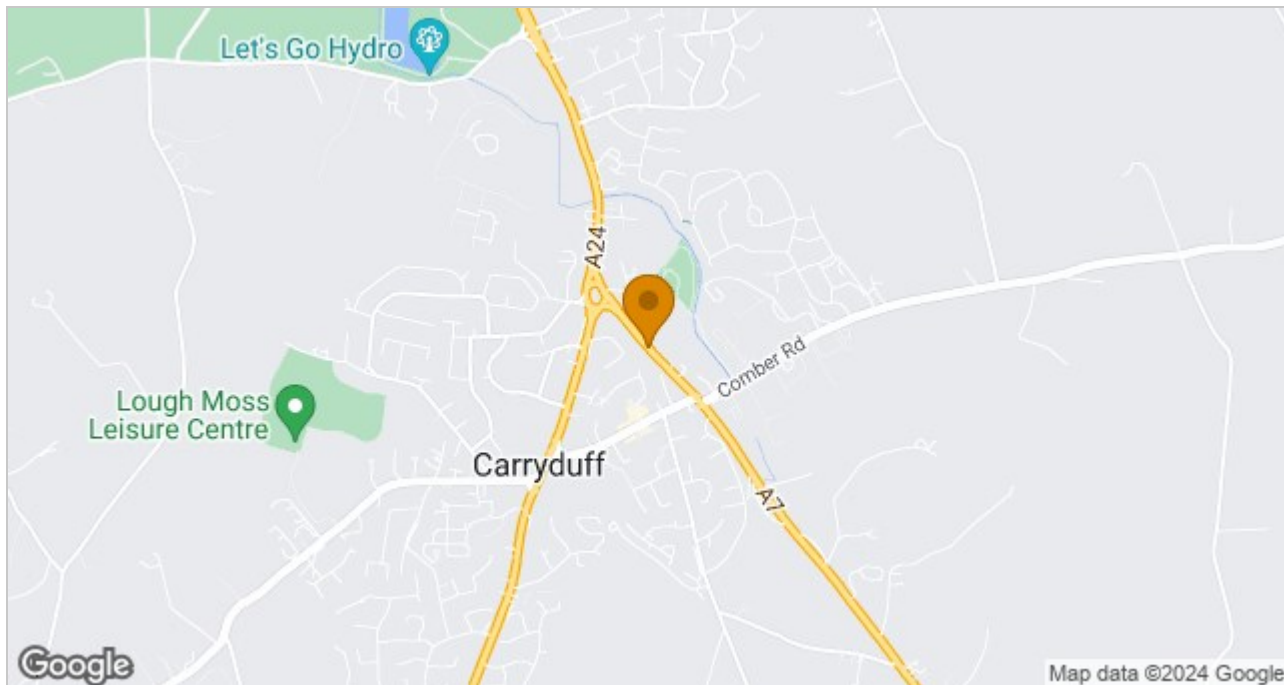 Let's Go Hydro
A24
Comber Rd
Lough Moss
Leisure Centre
Carryduff
A7
Google
Map data ©2024 Google